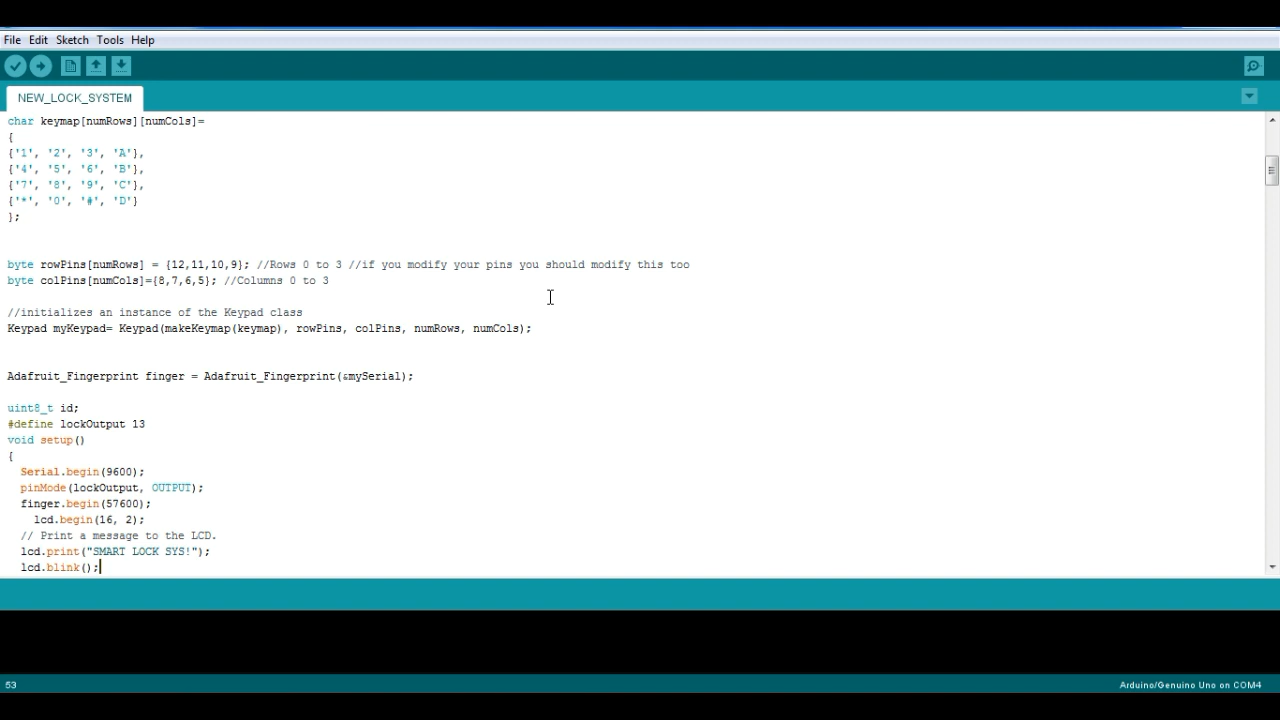 File Edit Sketch Tools Help
NEW_LOCK_SYSTEM
char keymap[numRows][numCols]=
{
{'1', '2', '3', 'A'},
{'4', '5', '6', 'B'},
{'7', '8', '9', 'C'},
{'*', '0', '#', 'D'}
};
byte rowPins[numRows] = {12,11,10,9}; //Rows 0 to 3 //if you modify your pins you should modify this too
byte colPins[numCols]={8,7,6,5}; //Columns 0 to 3
//initializes an instance of the Keypad class
Keypad myKeypad= Keypad(makeKeymap(keymap), rowPins, colPins, numRows, numCols);
Adafruit_Fingerprint finger = Adafruit_Fingerprint(&mySerial);
uint8_t id;
#define lockOutput 13
void setup()
{
Serial.begin(9600);
pinMode(lockOutput, OUTPUT);
finger.begin(57600);
lcd.begin(16, 2);
// Print a message to the LCD.
lcd.print("SMART LOCK SYS!");
lcd.blink();
53
Arduino/Genuino Uno on COM4